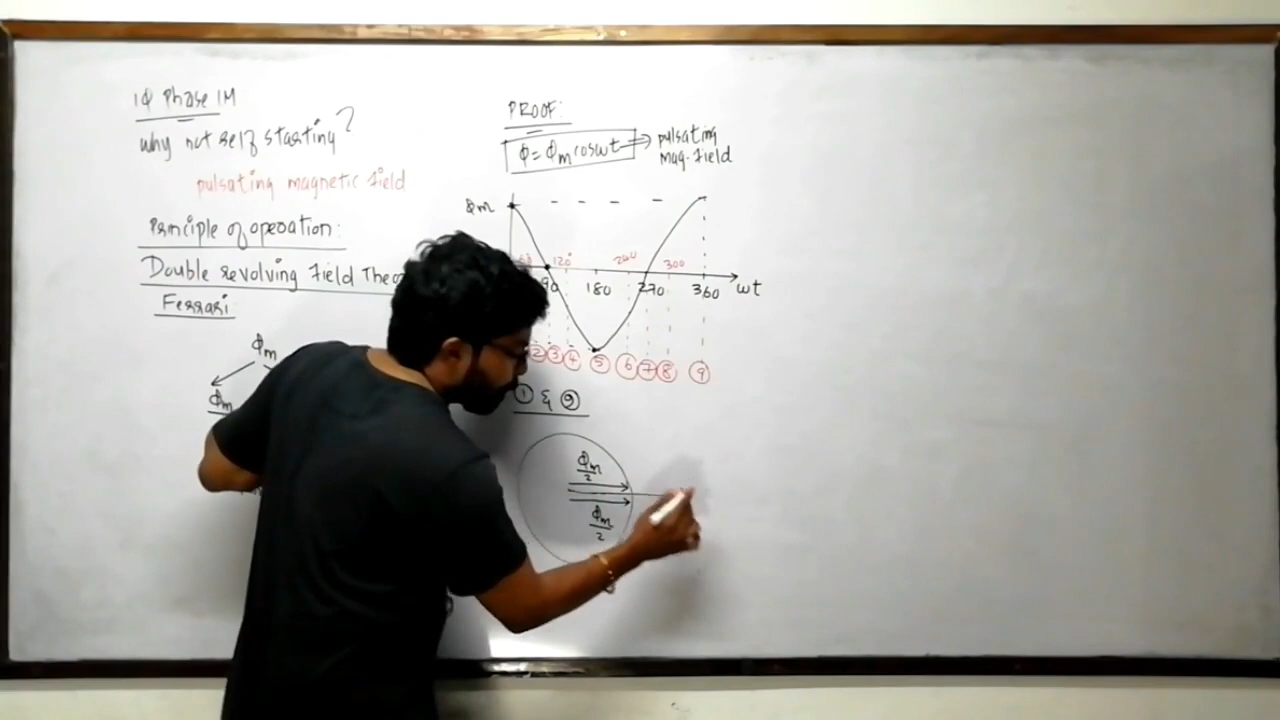 1Φ Phase IM
why not self starting?
pulsating magnetic field
Principle of operation:
Double revolving field Theo
Ferrari
Φm
Φm
PROOF:
Φ = Φm cosωt → pulsating
mag. field
Φm
60 120° 240 300
90 180 270 360 ωt
② ③ ④ ⑤ ⑥ ⑦ ⑧ ⑨
① & ⑨
Φm
2
Φm
2